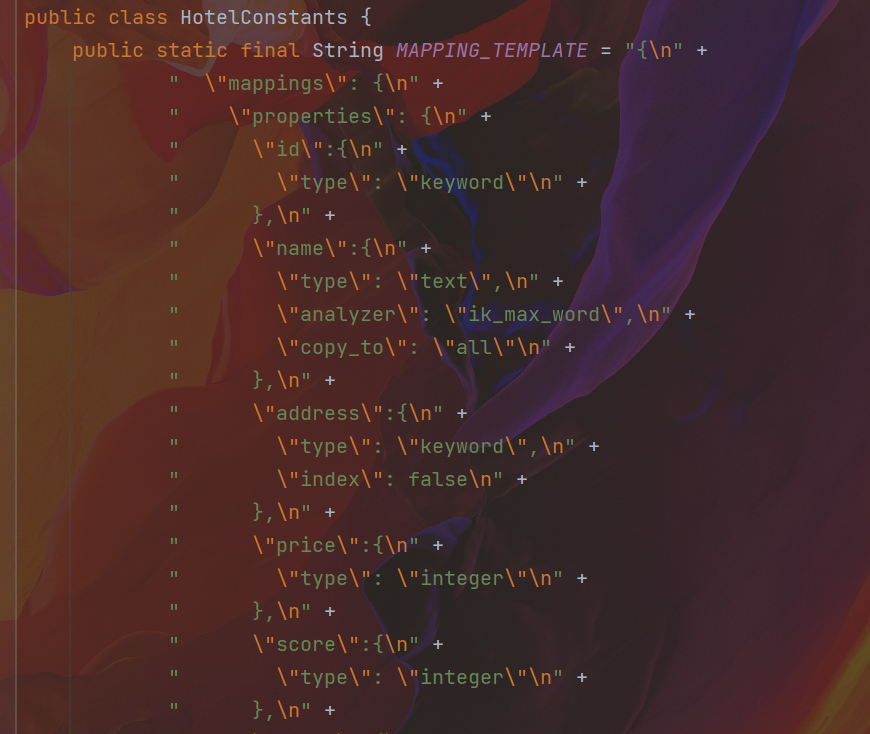 public class HotelConstants {
    public static final String MAPPING_TEMPLATE = "{\n" +
            "  \"mappings\": {\n" +
            "    \"properties\": {\n" +
            "      \"id\":{\n" +
            "        \"type\": \"keyword\"\n" +
            "      },\n" +
            "      \"name\":{\n" +
            "        \"type\": \"text\",\n" +
            "        \"analyzer\": \"ik_max_word\",\n" +
            "        \"copy_to\": \"all\"\n" +
            "      },\n" +
            "      \"address\":{\n" +
            "        \"type\": \"keyword\",\n" +
            "        \"index\": false\n" +
            "      },\n" +
            "      \"price\":{\n" +
            "        \"type\": \"integer\"\n" +
            "      },\n" +
            "      \"score\":{\n" +
            "        \"type\": \"integer\"\n" +
            "      },\n" +